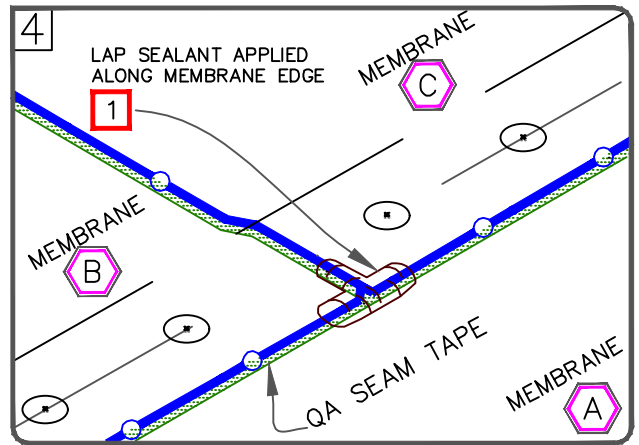 4
LAP SEALANT APPLIED
ALONG MEMBRANE EDGE
1
MEMBRANE
C
MEMBRANE
B
QA SEAM TAPE
MEMBRANE
A